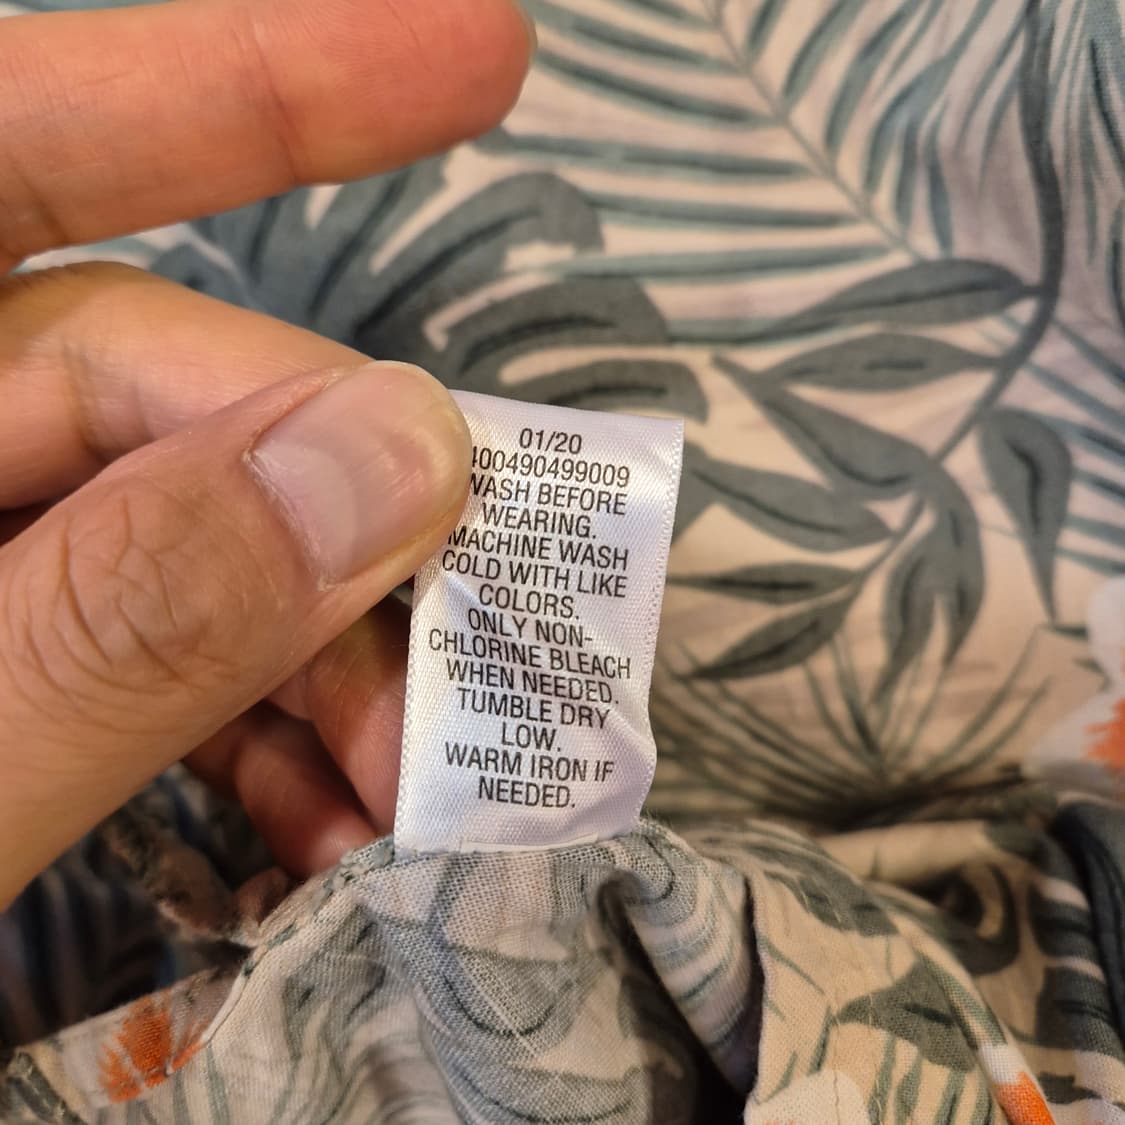 01/20
400490499009
WASH BEFORE
WEARING.
MACHINE WASH
COLD WITH LIKE
COLORS.
ONLY NON-
CHLORINE BLEACH
WHEN NEEDED.
TUMBLE DRY
LOW.
WARM IRON IF
NEEDED.